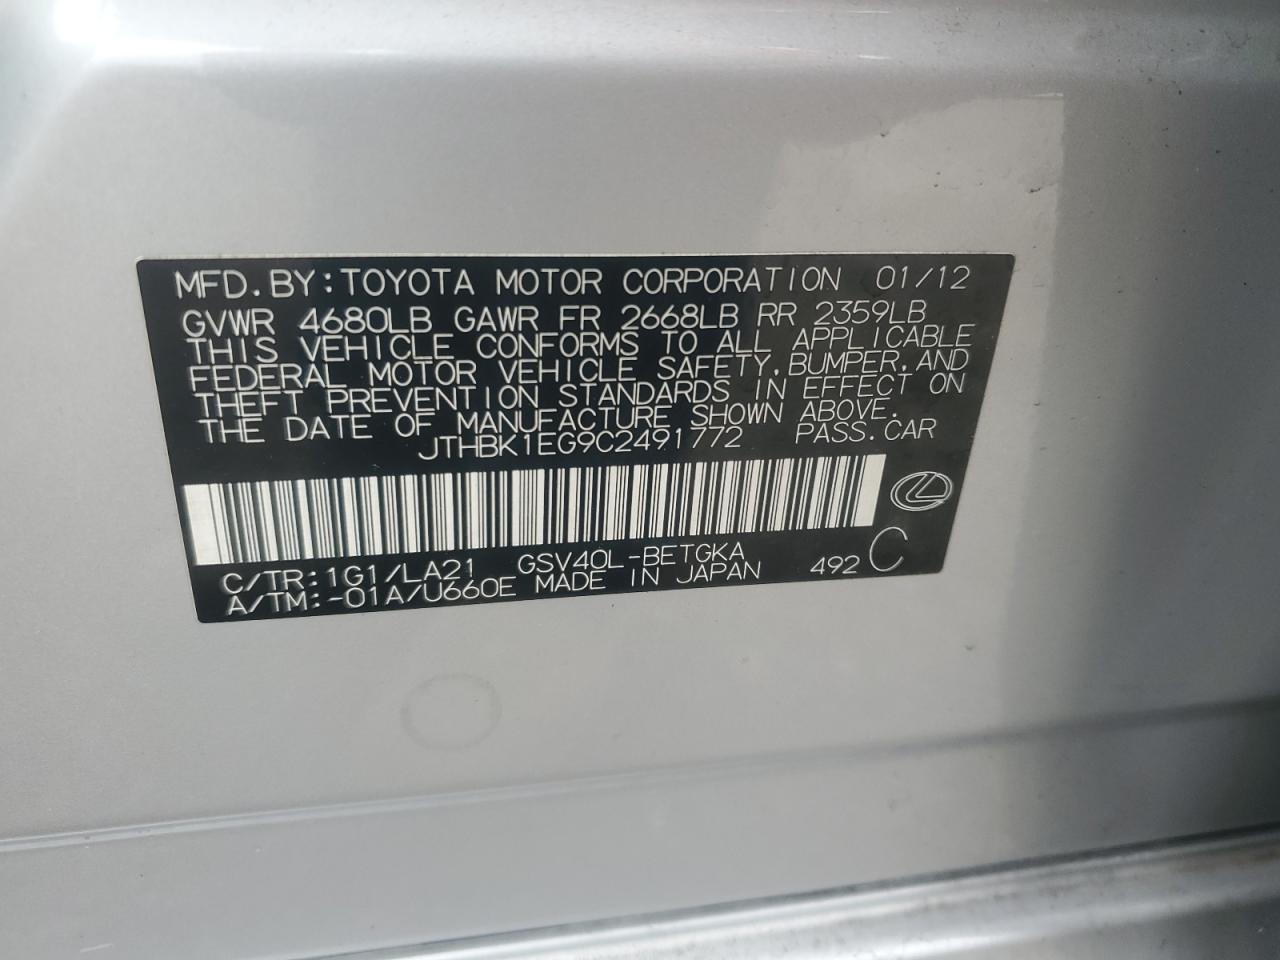 MFD.BY:TOYOTA MOTOR CORPORATION 01/12
GVWR 4680LB GAWR FR 2668LB RR 2359LB
THIS VEHICLE CONFORMS TO ALL APPLICABLE
FEDERAL MOTOR VEHICLE SAFETY,BUMPER,AND
THEFT PREVENTION STANDARDS IN EFFECT ON
THE DATE OF MANUFACTURE SHOWN ABOVE.
JTHBK1EG9C2491772 PASS.CAR
C/TR:1G1/LA21 GSV40L-BETGKA 492 C
A/TM:-01A/U660E MADE IN JAPAN